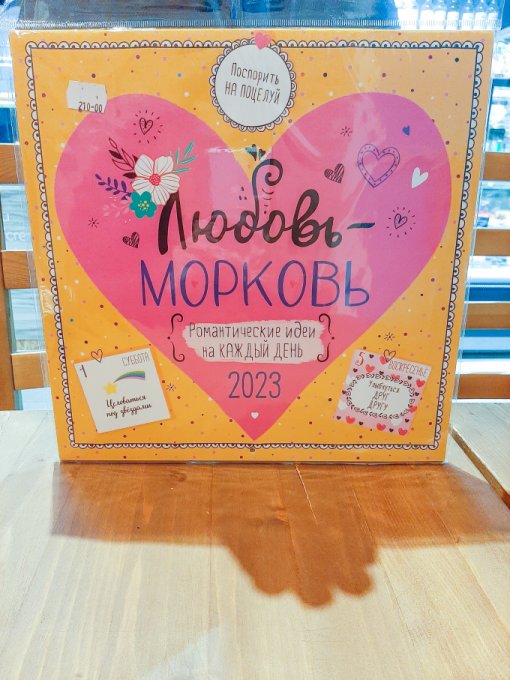 210-00
Поспорить
НА ПОЦЕЛУЙ
Любовь-
МОРКОВЬ
Романтические идеи
на КАЖДЫЙ ДЕНЬ
2023
1
СУББОТА
Целоваться
под звёздами
5
ВОСКРЕСЕНЬЕ
Улыбнуться
ДРУГ
ДРУГУ